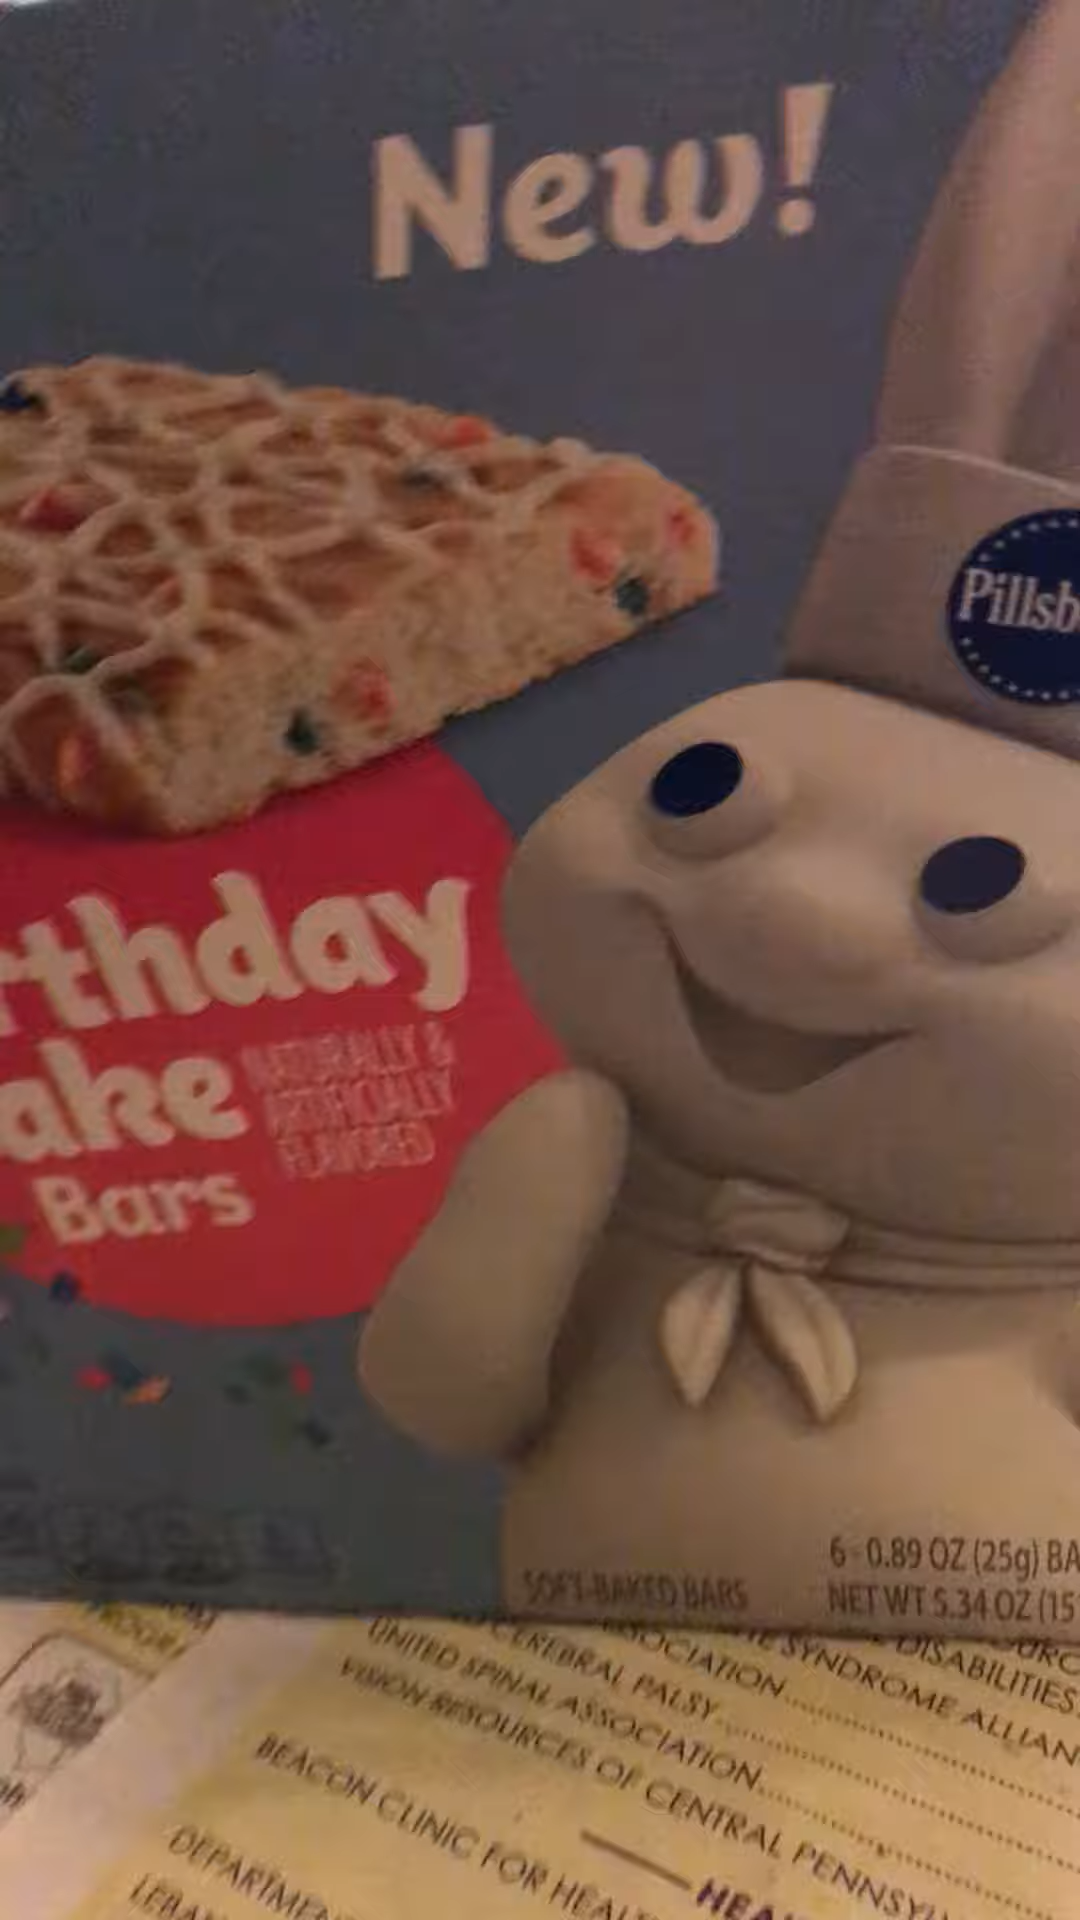 New!
Pillsb
rthday
ake
NATURALLY &
ARTIFICIALLY
FLAVORED
Bars
6 - 0.89 OZ (25g) BA
SOFT-BAKED BARS
NET WT 5.34 OZ (15
DISABILITIES
E SYNDROME ALLIAN
SOCIATION
CEREBRAL PALSY
UNITED SPINAL ASSOCIATION
VISION RESOURCES OF CENTRAL PENNSYL
BEACON CLINIC FOR HEAL
HEA
DEPARTMEN
LEBA